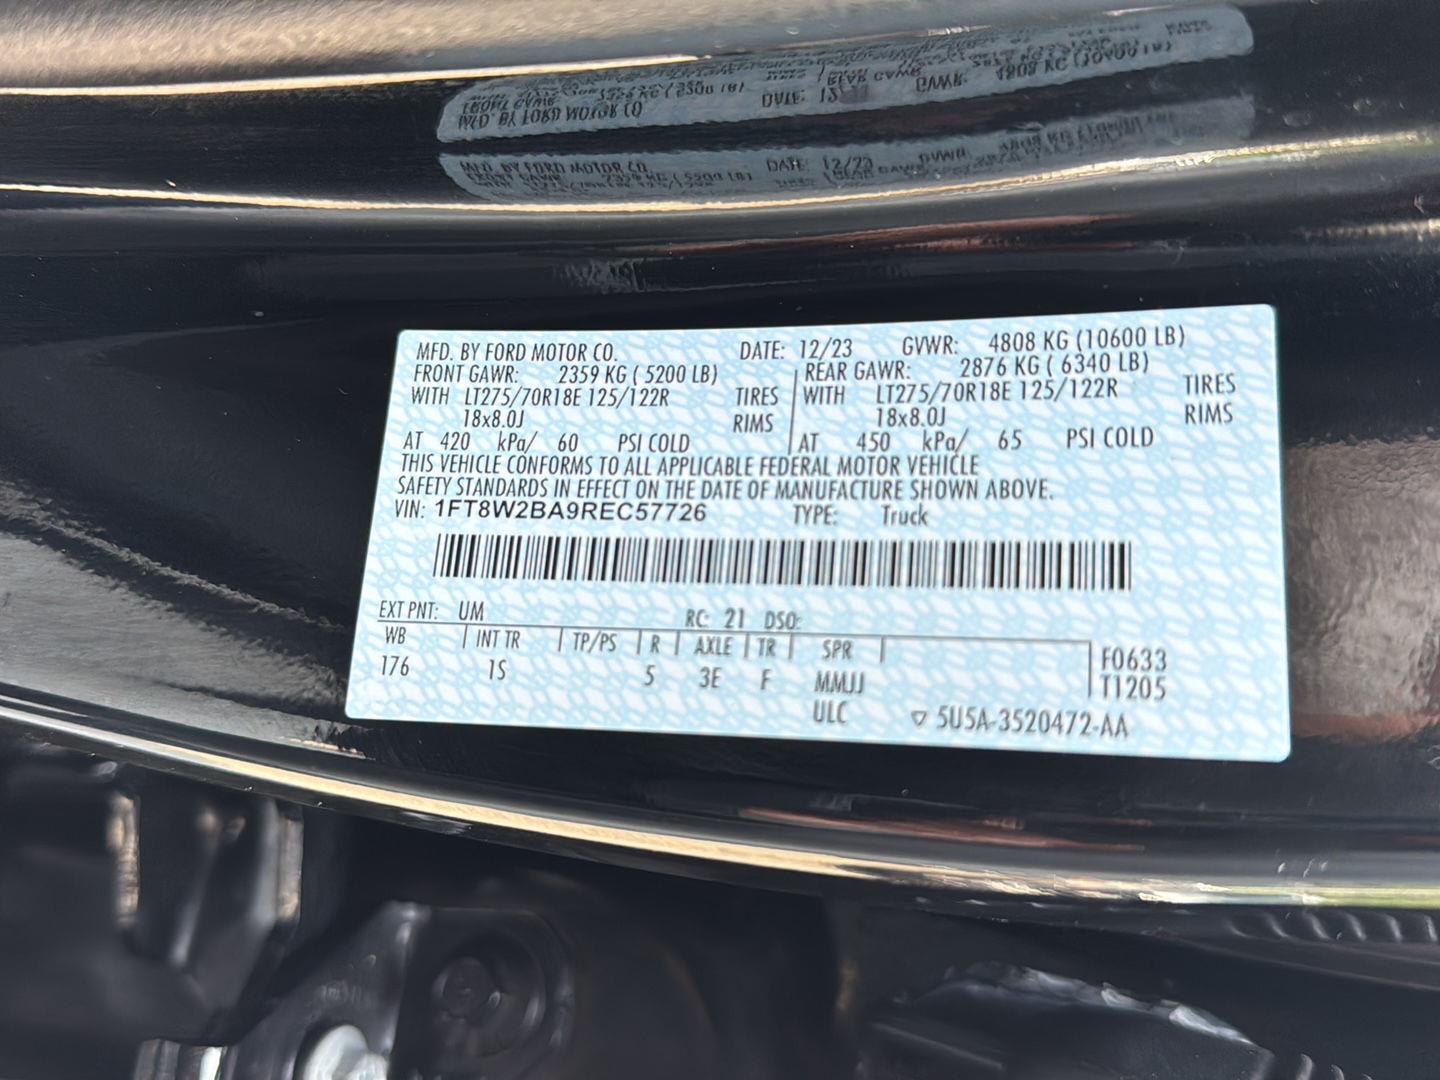 MFD. BY FORD MOTOR CO. DATE: 12/23 GVWR: 4808 KG (10600 LB)
FRONT GAWR: 2359 KG ( 5200 LB) REAR GAWR: 2876 KG ( 6340 LB)
WITH LT275/70R18E 125/122R TIRES WITH LT275/70R18E 125/122R TIRES
18x8.0J RIMS 18x8.0J RIMS
AT 420 kPa/ 60 PSI COLD AT 450 kPa/ 65 PSI COLD
THIS VEHICLE CONFORMS TO ALL APPLICABLE FEDERAL MOTOR VEHICLE
SAFETY STANDARDS IN EFFECT ON THE DATE OF MANUFACTURE SHOWN ABOVE.
VIN: 1FT8W2BA9REC57726 TYPE: Truck
EXT PNT: UM RC: 21 DSO:
WB INT TR TP/PS R AXLE TR SPR
176 1S 5 3E F MMJJ
ULC
F0633
T1205
▽ 5U5A-3520472-AA